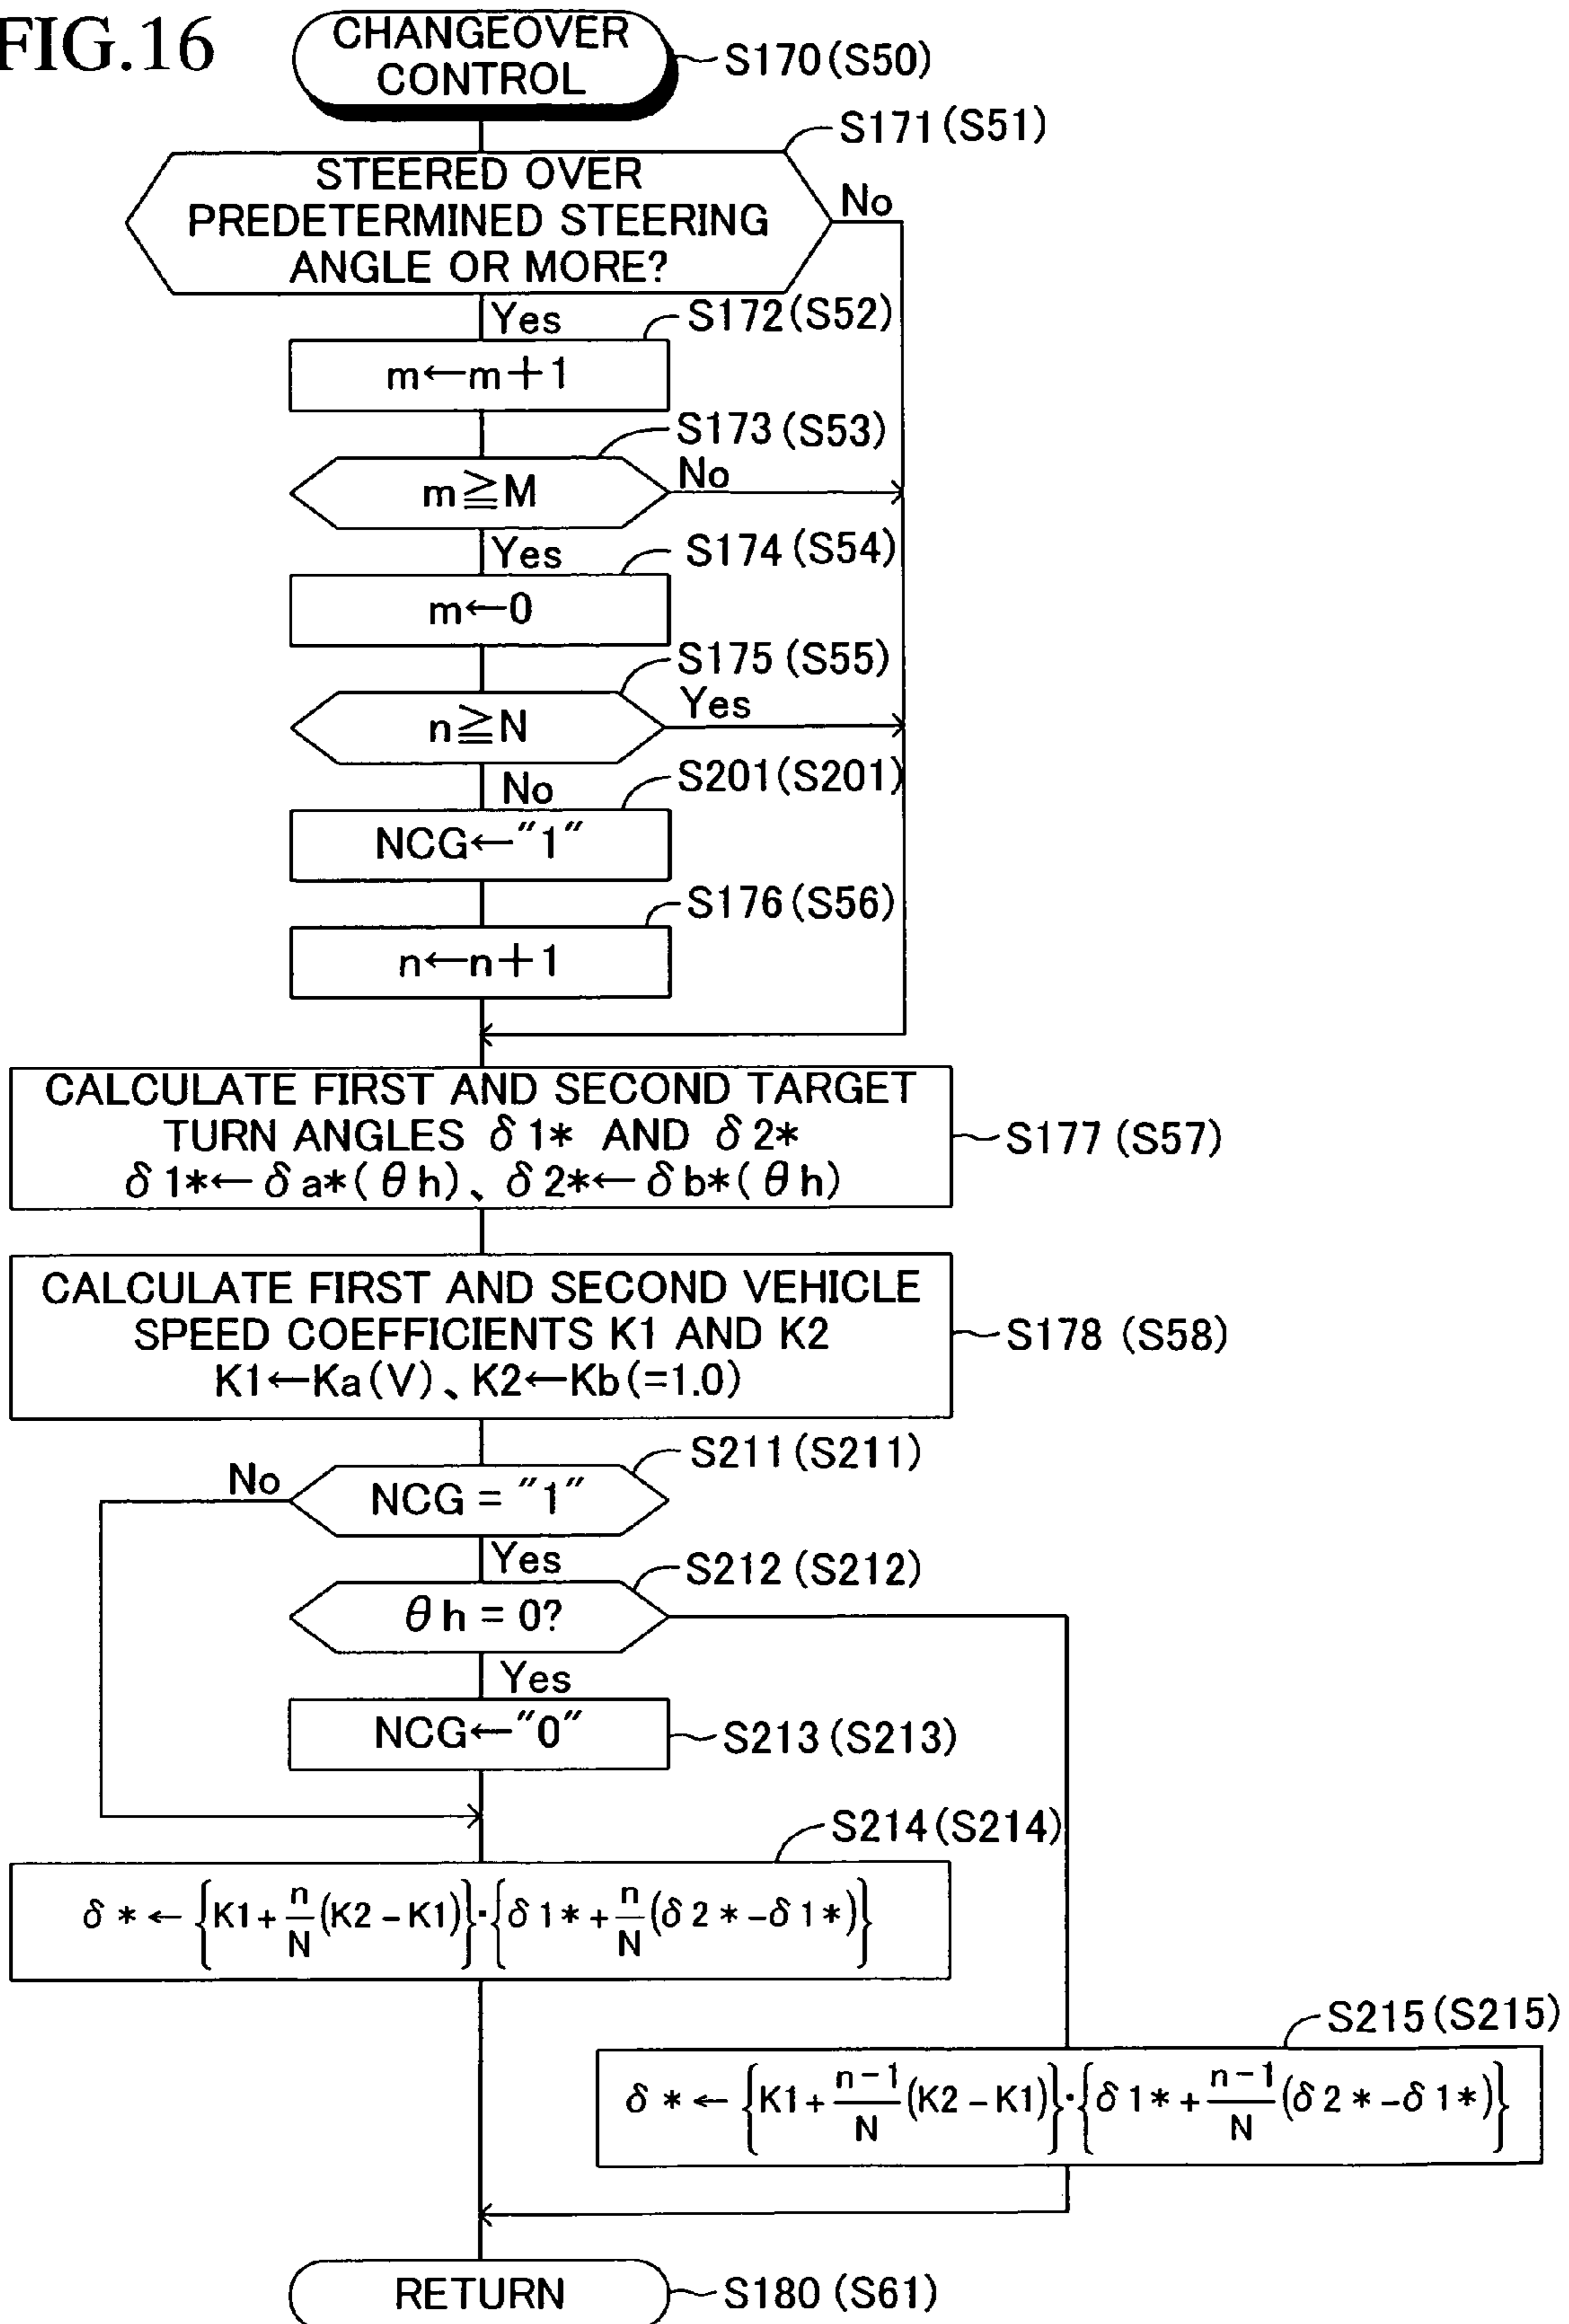 FIG.16
CHANGEOVER
CONTROL
S170 (S50)
S171 (S51)
STEERED OVER
PREDETERMINED STEERING
ANGLE OR MORE?
No
Yes
S172 (S52)
m←m+1
S173 (S53)
m≧M
No
Yes
S174 (S54)
m←0
S175 (S55)
n≧N
Yes
No
S201 (S201)
NCG←″1″
S176 (S56)
n←n+1
CALCULATE FIRST AND SECOND TARGET
TURN ANGLES δ1* AND δ2*
δ1*←δa*(θh)、δ2*←δb*(θh)
S177 (S57)
CALCULATE FIRST AND SECOND VEHICLE
SPEED COEFFICIENTS K1 AND K2
K1←Ka(V)、K2←Kb(=1.0)
S178 (S58)
S211 (S211)
No
NCG = ″1″
Yes
S212 (S212)
θh = 0?
Yes
NCG←″0″
S213 (S213)
S214 (S214)
δ* ← {K1 + n/N (K2 − K1)}·{δ1* + n/N (δ2* − δ1*)}
S215 (S215)
δ* ← {K1 + n−1/N (K2 − K1)}·{δ1* + n−1/N (δ2* − δ1*)}
RETURN
S180 (S61)